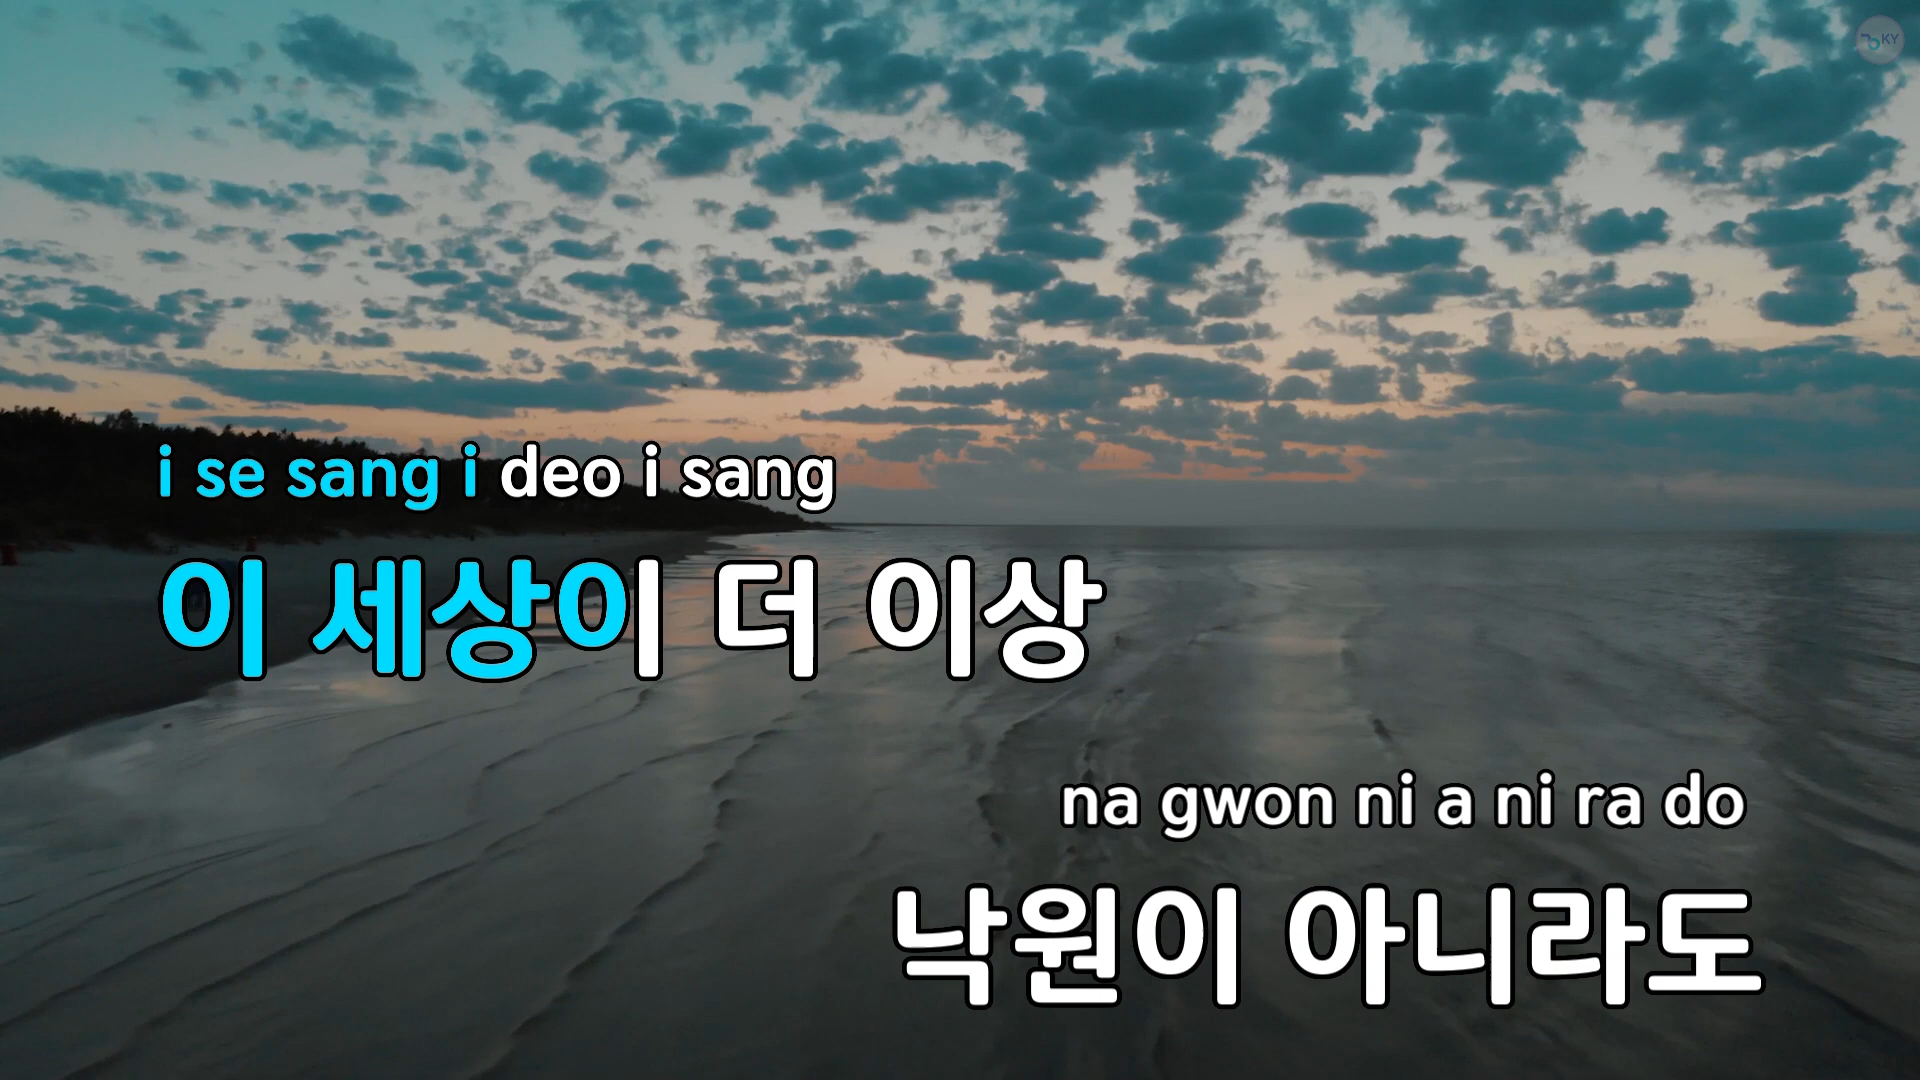 KY
i se sang i deo i sang
이 세상이 더 이상
na gwon ni a ni ra do
낙원이 아니라도